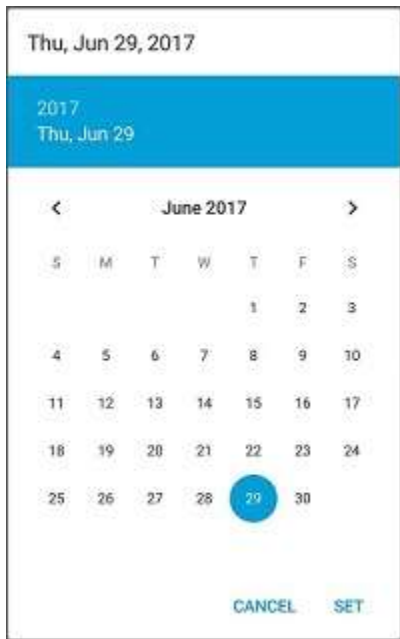 Thu, Jun 29, 2017
2017
Thu, Jun 29
June 2017
S M T W T F S
1 2 3
4 5 6 7 8 9 10
11 12 13 14 15 16 17
18 19 20 21 22 23 24
25 26 27 28 29 30
CANCEL SET